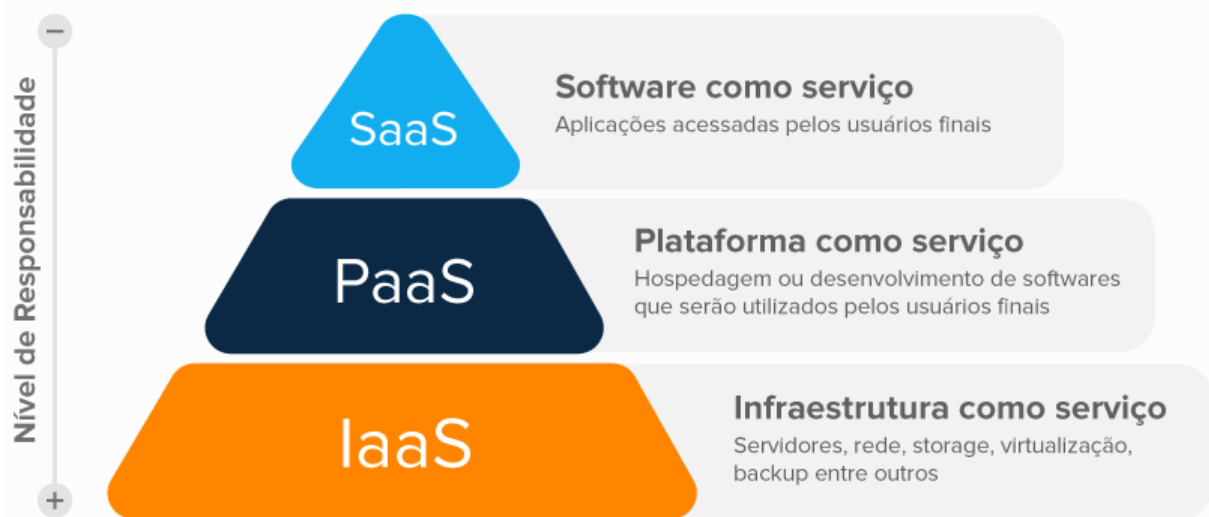 Nível de Responsabilidade
−
SaaS
Software como serviço
Aplicações acessadas pelos usuários finais
PaaS
Plataforma como serviço
Hospedagem ou desenvolvimento de softwares
que serão utilizados pelos usuários finais
IaaS
Infraestrutura como serviço
Servidores, rede, storage, virtualização,
backup entre outros
+